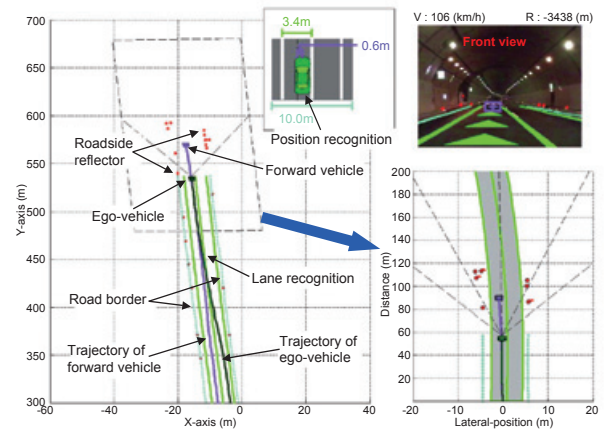 700
650
600
550
500
450
400
350
300
-60
-40
-20
0
20
40
Y-axis (m)
X-axis (m)
3.4m
0.6m
10.0m
Position recognition
Roadside
reflector
Forward vehicle
Ego-vehicle
Lane recognition
Road border
Trajectory of
forward vehicle
Trajectory of
ego-vehicle
V : 106 (km/h) R : -3438 (m)
Front view
200
180
160
140
120
100
80
60
40
20
-20
-10
0
10
20
Distance (m)
Lateral-position (m)